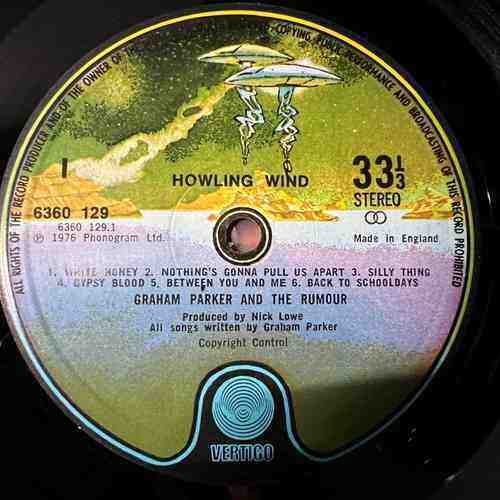 ALL RIGHTS OF THE RECORD PRODUCER AND OF THE OWNER OF THE
COPYING, PUBLIC PERFORMANCE AND BROADCASTING OF THIS RECORD PROHIBITED
I
HOWLING WIND
33⅓
STEREO
6360 129
6360 129.1
℗ 1976 Phonogram Ltd.
Made in England
1. WHITE HONEY 2. NOTHING'S GONNA PULL US APART 3. SILLY THING
4. GYPSY BLOOD 5. BETWEEN YOU AND ME 6. BACK TO SCHOOLDAYS
GRAHAM PARKER AND THE RUMOUR
Produced by Nick Lowe
All songs written by Graham Parker
Copyright Control
VERTIGO